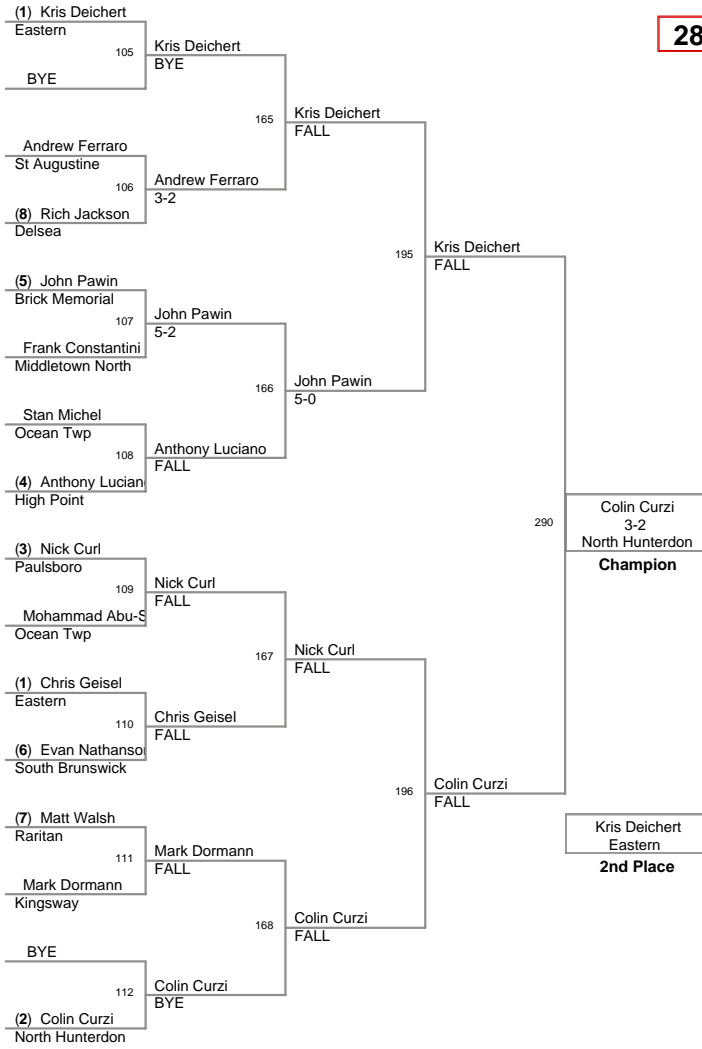 (1) Kris Deichert
Eastern
105
BYE
Kris Deichert
BYE
Andrew Ferraro
St Augustine
106
(8) Rich Jackson
Delsea
Andrew Ferraro
3-2
165
Kris Deichert
FALL
(5) John Pawin
Brick Memorial
107
Frank Constantini
Middletown North
John Pawin
5-2
Stan Michel
Ocean Twp
108
(4) Anthony Lucian
High Point
Anthony Luciano
FALL
166
John Pawin
5-0
195
Kris Deichert
FALL
(3) Nick Curl
Paulsboro
109
Mohammad Abu-S
Ocean Twp
Nick Curl
FALL
(1) Chris Geisel
Eastern
110
(6) Evan Nathanso
South Brunswick
Chris Geisel
FALL
167
Nick Curl
FALL
(7) Matt Walsh
Raritan
111
Mark Dormann
Kingsway
Mark Dormann
FALL
BYE
112
(2) Colin Curzi
North Hunterdon
Colin Curzi
BYE
168
Colin Curzi
FALL
196
Colin Curzi
FALL
290
Colin Curzi
3-2
North Hunterdon
Champion
Kris Deichert
Eastern
2nd Place
28